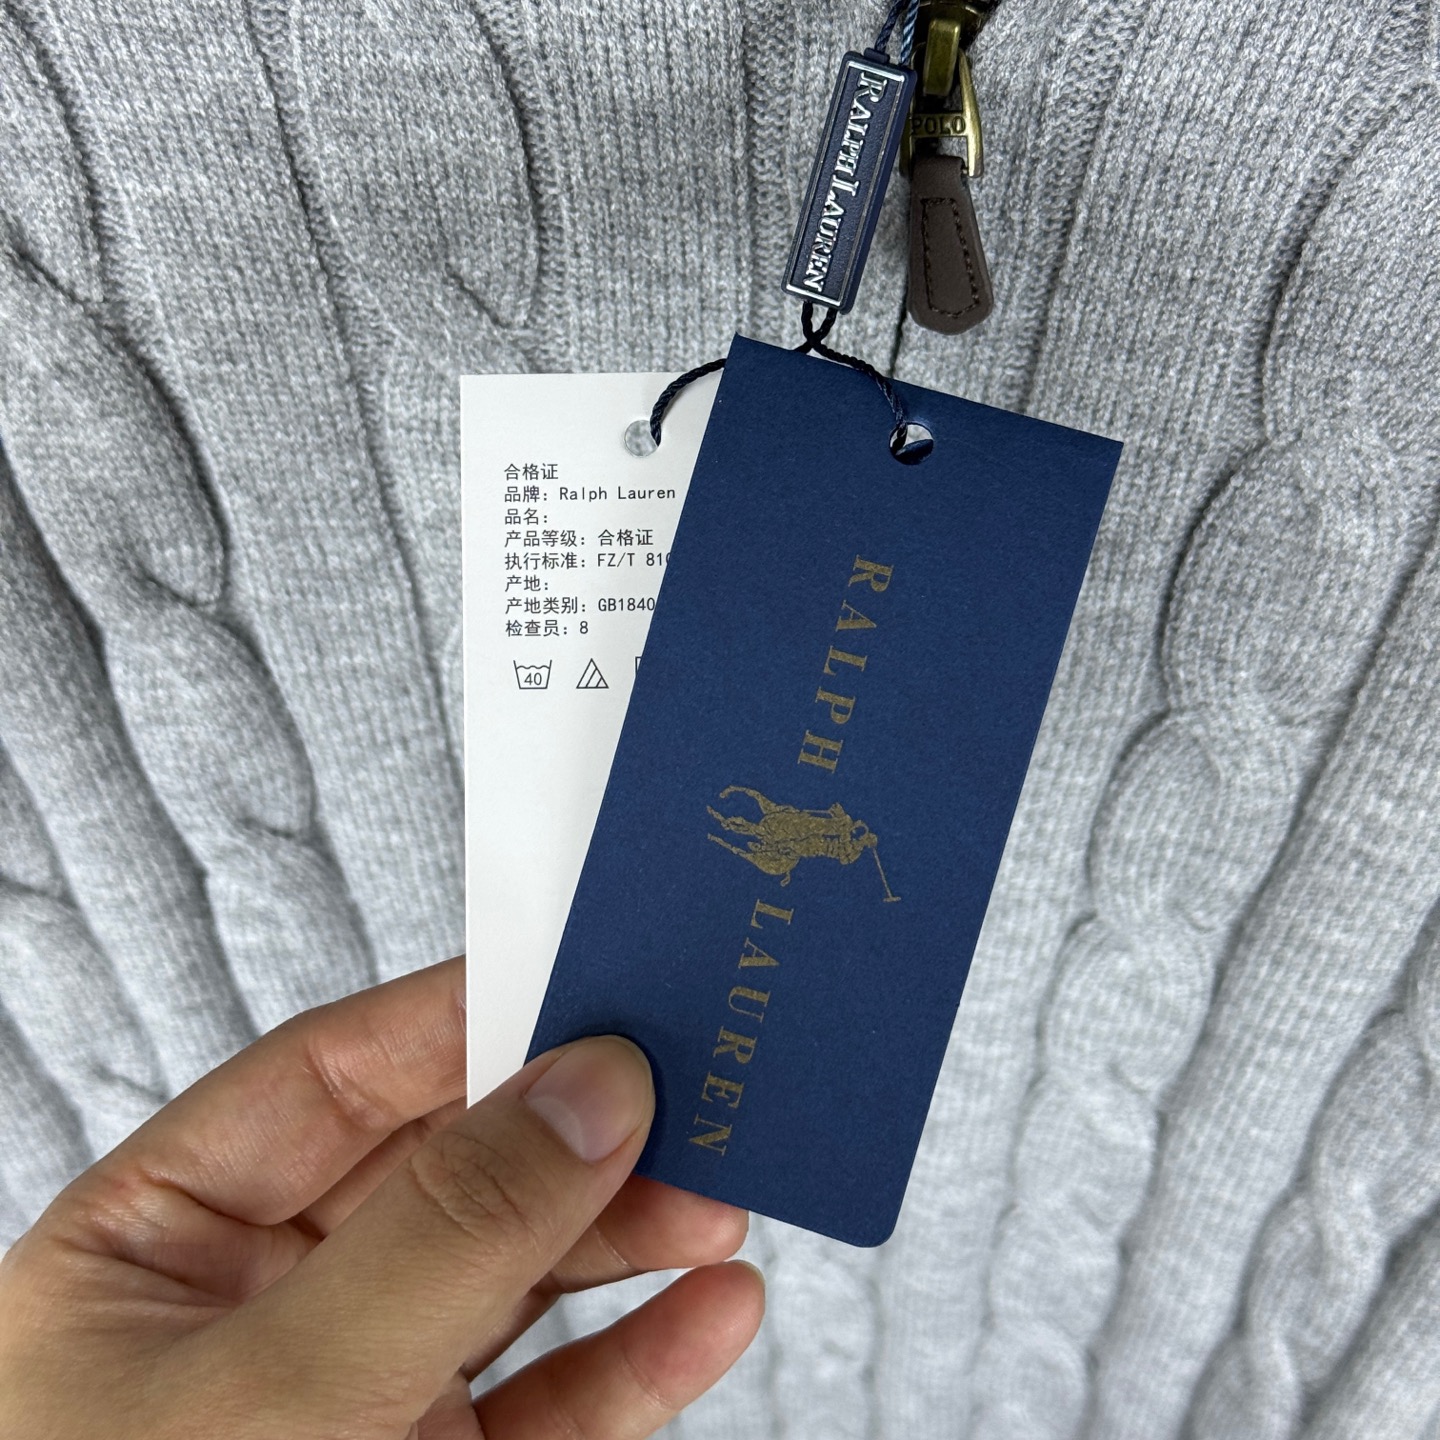 RALPH LAUREN
POLO
合格证
品牌：Ralph Lauren
品名：
产品等级：合格证
执行标准：FZ/T 810
产地：
产地类别：GB1840
检查员：8
40
RALPH LAUREN